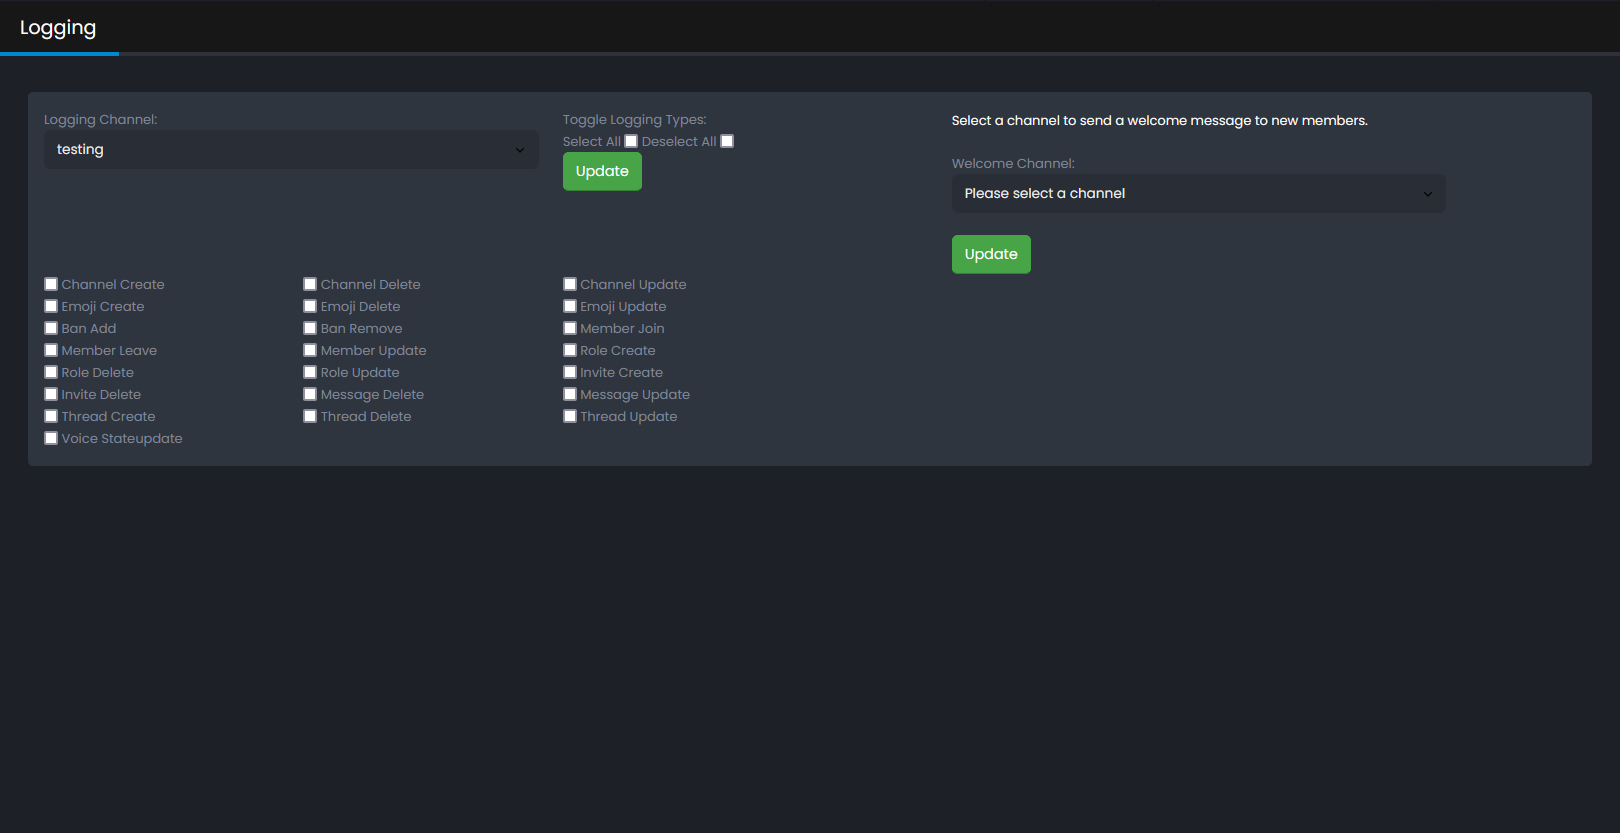 Logging
Logging Channel:
testing
Toggle Logging Types:
Select All Deselect All
Update
Select a channel to send a welcome message to new members.
Welcome Channel:
Please select a channel
Update
Channel Create Channel Delete Channel Update
Emoji Create Emoji Delete Emoji Update
Ban Add Ban Remove Member Join
Member Leave Member Update Role Create
Role Delete Role Update Invite Create
Invite Delete Message Delete Message Update
Thread Create Thread Delete Thread Update
Voice Stateupdate